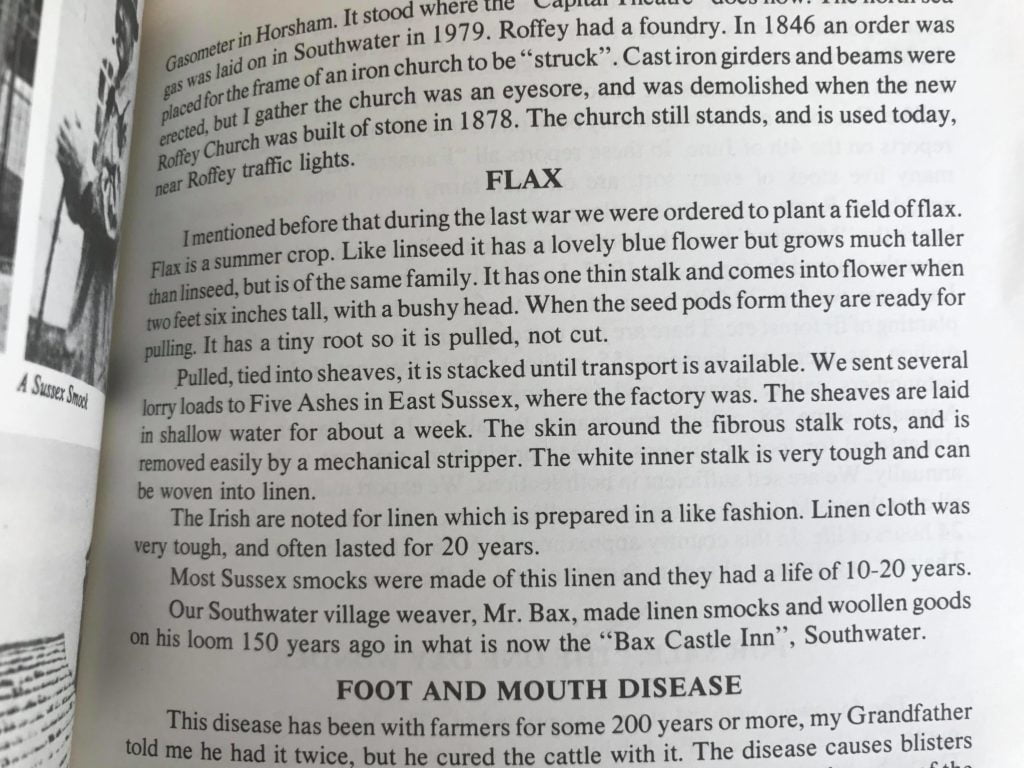 Gasometer in Horsham. It stood where the "Capital Theatre" does now. The north sea
gas was laid on in Southwater in 1979. Roffey had a foundry. In 1846 an order was
placed for the frame of an iron church to be "struck". Cast iron girders and beams were
erected, but I gather the church was an eyesore, and was demolished when the new
Roffey Church was built of stone in 1878. The church still stands, and is used today,
near Roffey traffic lights.
FLAX
I mentioned before that during the last war we were ordered to plant a field of flax.
Flax is a summer crop. Like linseed it has a lovely blue flower but grows much taller
than linseed, but is of the same family. It has one thin stalk and comes into flower when
two feet six inches tall, with a bushy head. When the seed pods form they are ready for
pulling. It has a tiny root so it is pulled, not cut.
Pulled, tied into sheaves, it is stacked until transport is available. We sent several
lorry loads to Five Ashes in East Sussex, where the factory was. The sheaves are laid
in shallow water for about a week. The skin around the fibrous stalk rots, and is
removed easily by a mechanical stripper. The white inner stalk is very tough and can
be woven into linen.
The Irish are noted for linen which is prepared in a like fashion. Linen cloth was
very tough, and often lasted for 20 years.
Most Sussex smocks were made of this linen and they had a life of 10-20 years.
Our Southwater village weaver, Mr. Bax, made linen smocks and woollen goods
on his loom 150 years ago in what is now the "Bax Castle Inn", Southwater.
FOOT AND MOUTH DISEASE
This disease has been with farmers for some 200 years or more, my Grandfather
told me he had it twice, but he cured the cattle with it. The disease causes blisters
of the
A Sussex Smock